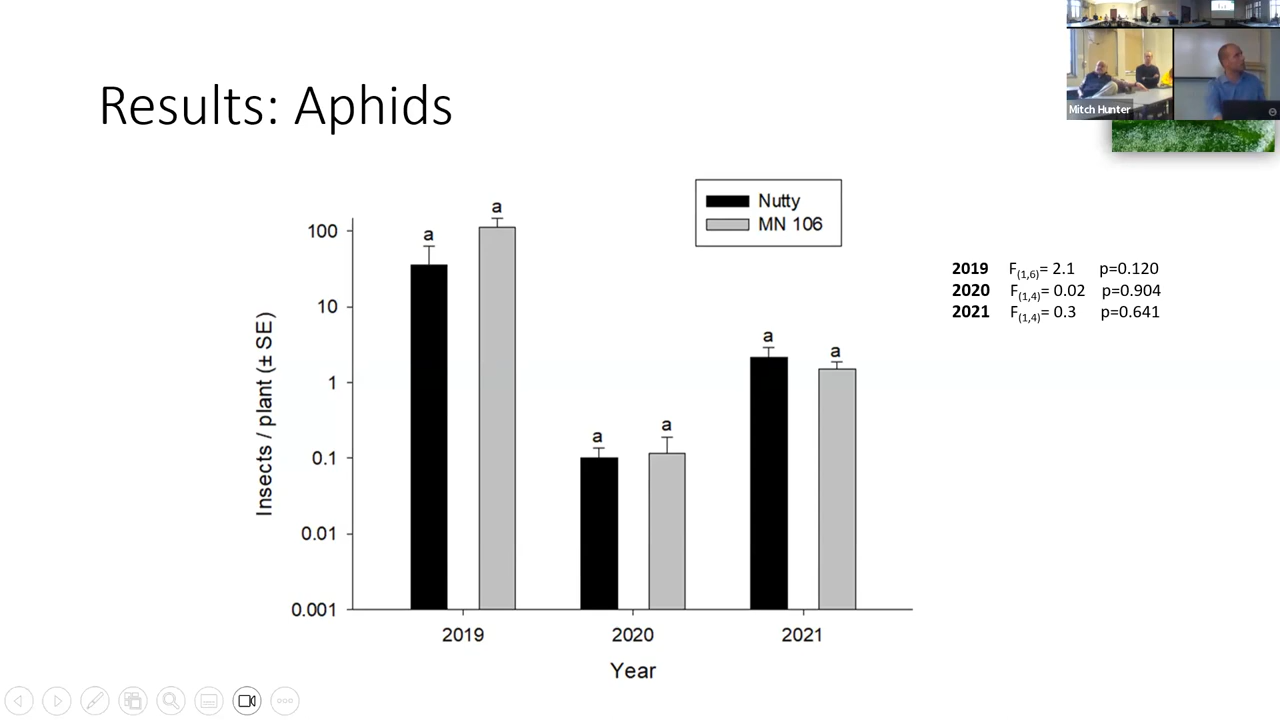 Results: Aphids
Mitch Hunter
Nutty
MN 106
2019 F(1,6)= 2.1 p=0.120
2020 F(1,4)= 0.02 p=0.904
2021 F(1,4)= 0.3 p=0.641
Insects / plant (± SE)
100
10
1
0.1
0.01
0.001
a
a
a
a
a
a
2019
2020
2021
Year